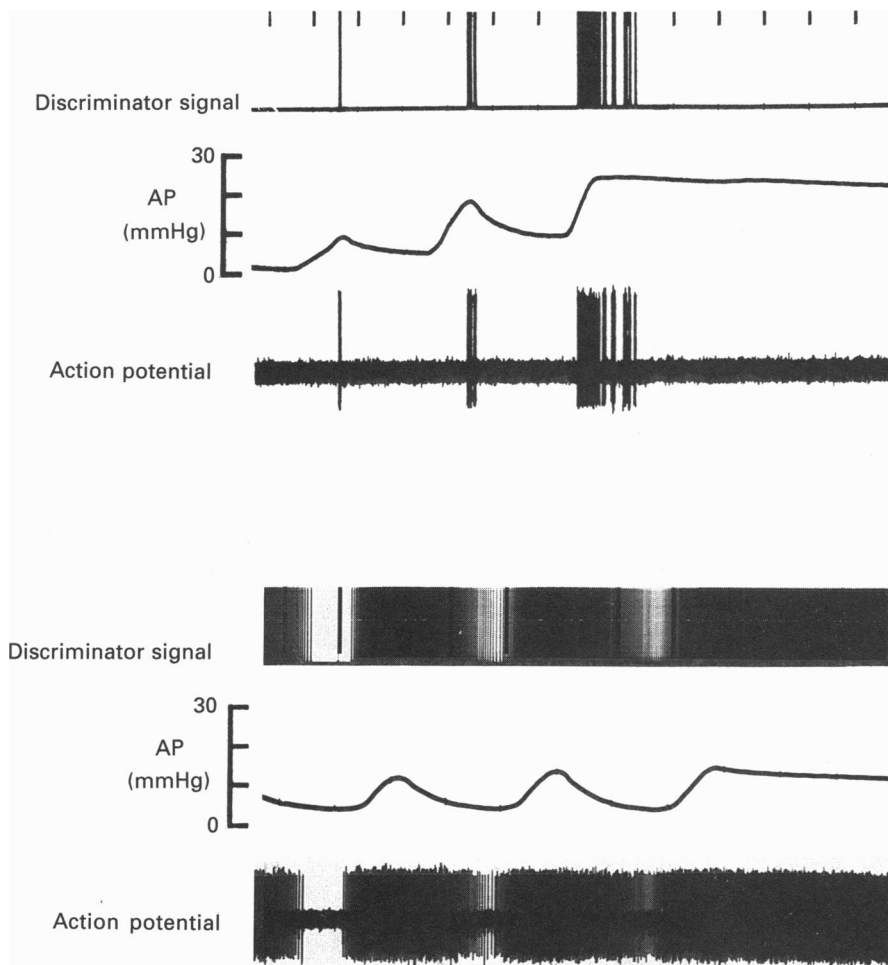 Discriminator signal
30
AP
(mmHg)
0
Action potential
Discriminator signal
30
AP
(mmHg)
0
Action potential